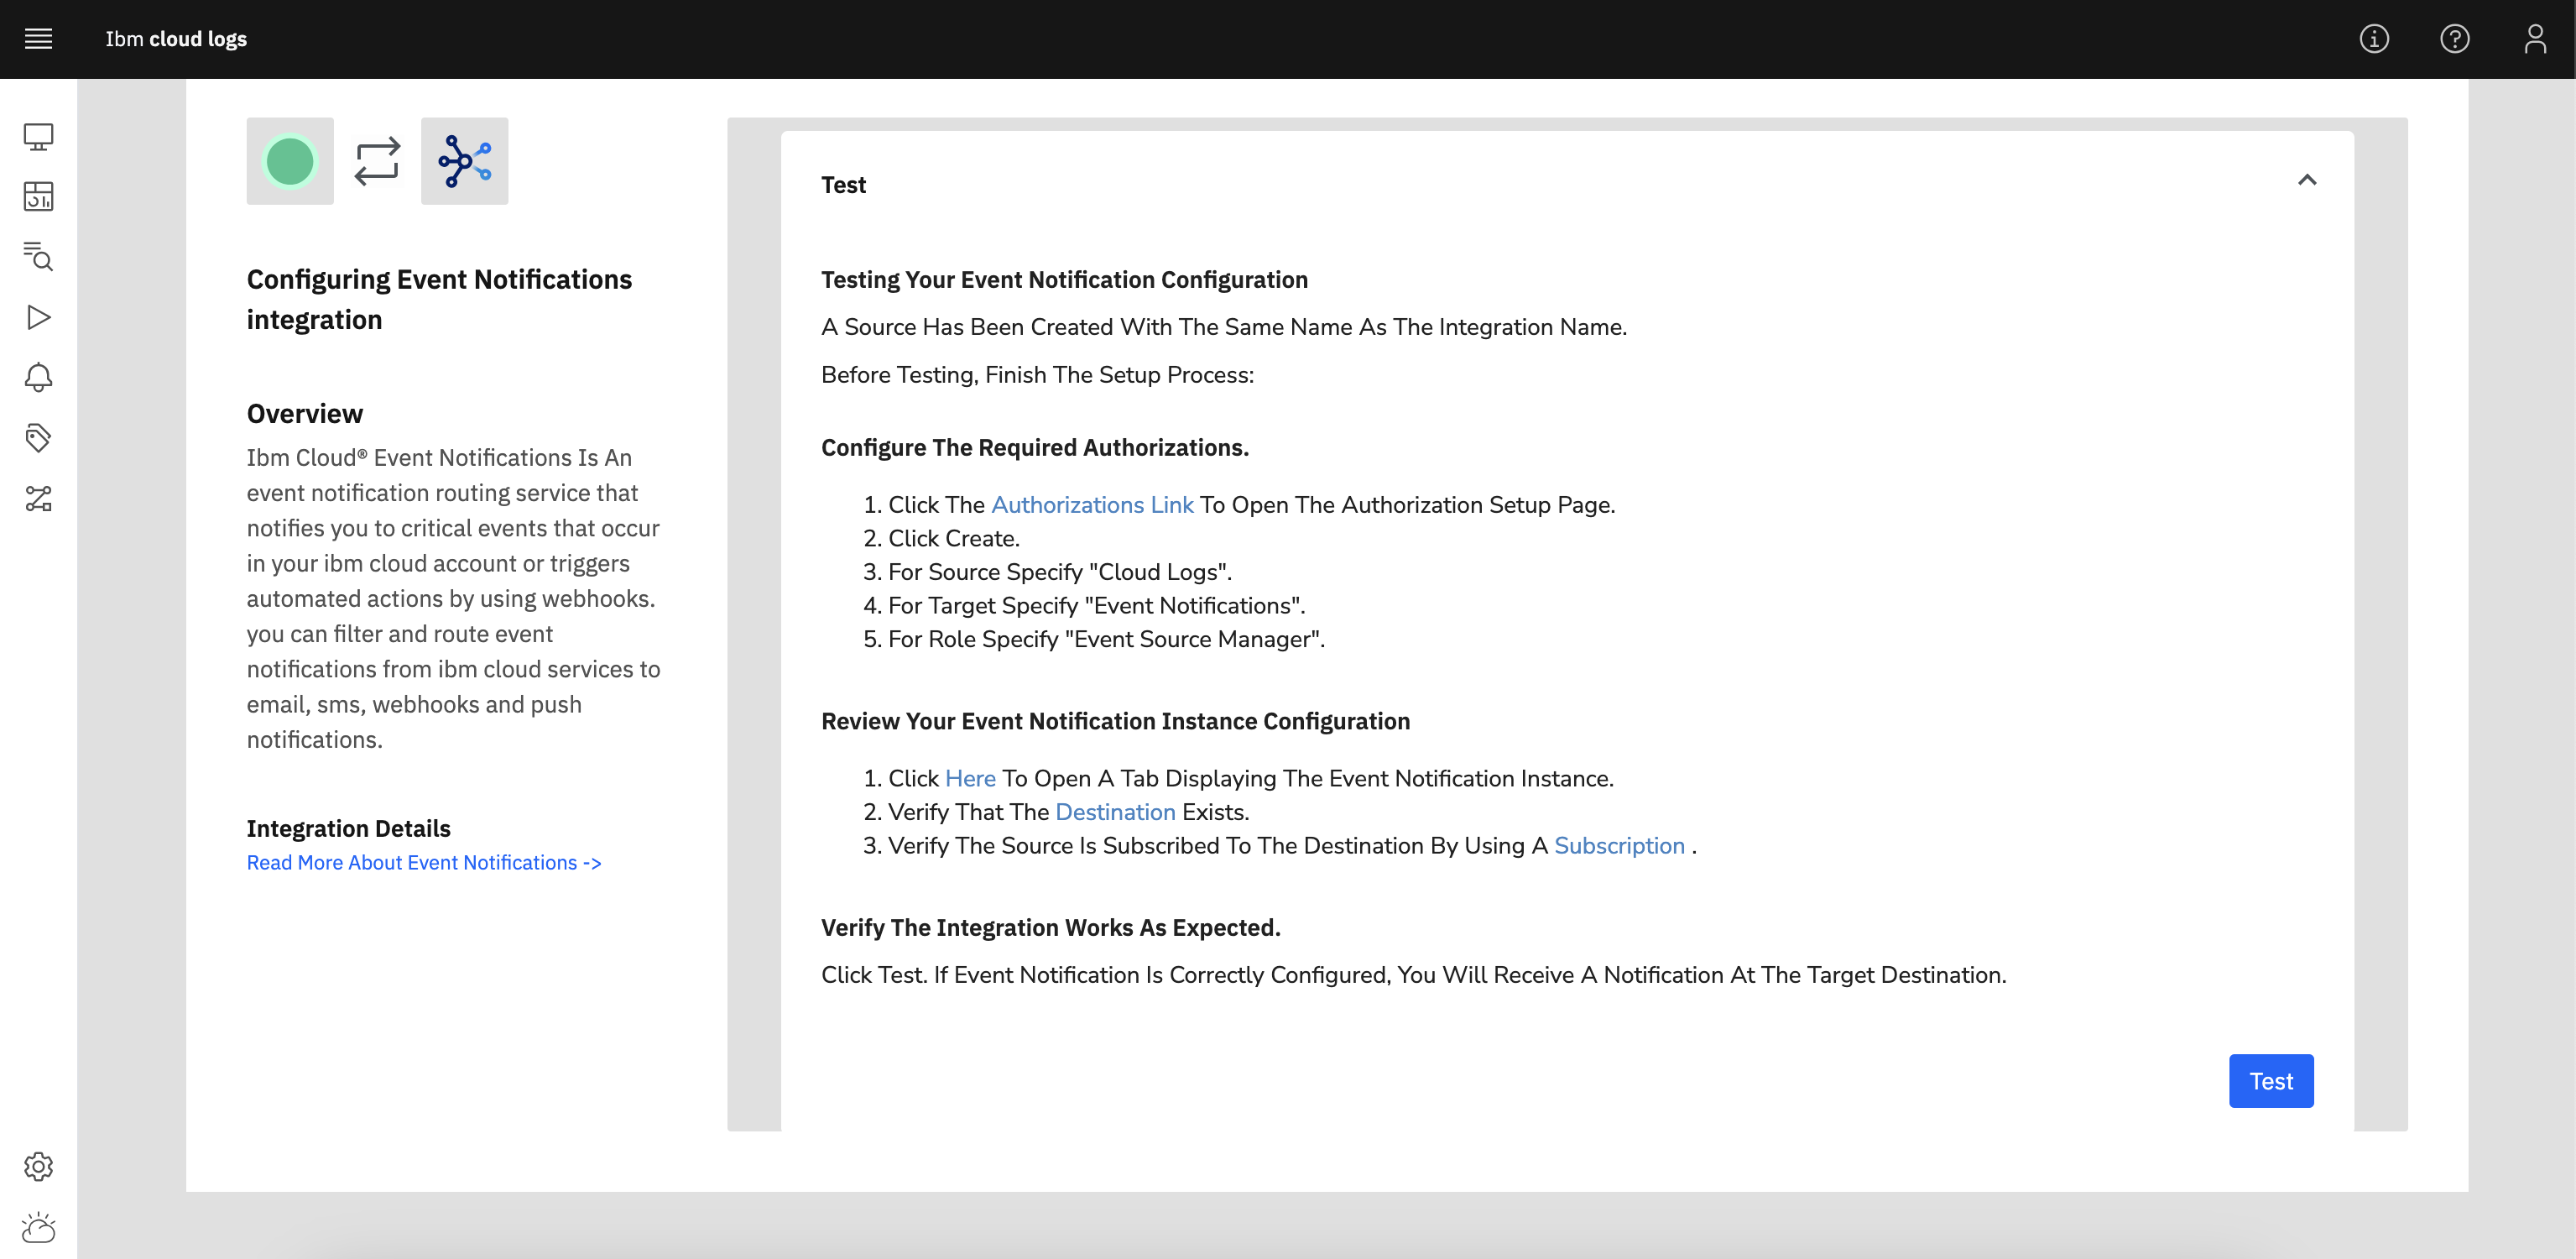 Ibm cloud logs
Configuring Event Notifications
integration
Overview
Ibm Cloud® Event Notifications Is An
event notification routing service that
notifies you to critical events that occur
in your ibm cloud account or triggers
automated actions by using webhooks.
you can filter and route event
notifications from ibm cloud services to
email, sms, webhooks and push
notifications.
Integration Details
Read More About Event Notifications ->
Test
Testing Your Event Notification Configuration
A Source Has Been Created With The Same Name As The Integration Name.
Before Testing, Finish The Setup Process:
Configure The Required Authorizations.
1. Click The Authorizations Link To Open The Authorization Setup Page.
2. Click Create.
3. For Source Specify "Cloud Logs".
4. For Target Specify "Event Notifications".
5. For Role Specify "Event Source Manager".
Review Your Event Notification Instance Configuration
1. Click Here To Open A Tab Displaying The Event Notification Instance.
2. Verify That The Destination Exists.
3. Verify The Source Is Subscribed To The Destination By Using A Subscription .
Verify The Integration Works As Expected.
Click Test. If Event Notification Is Correctly Configured, You Will Receive A Notification At The Target Destination.
Test